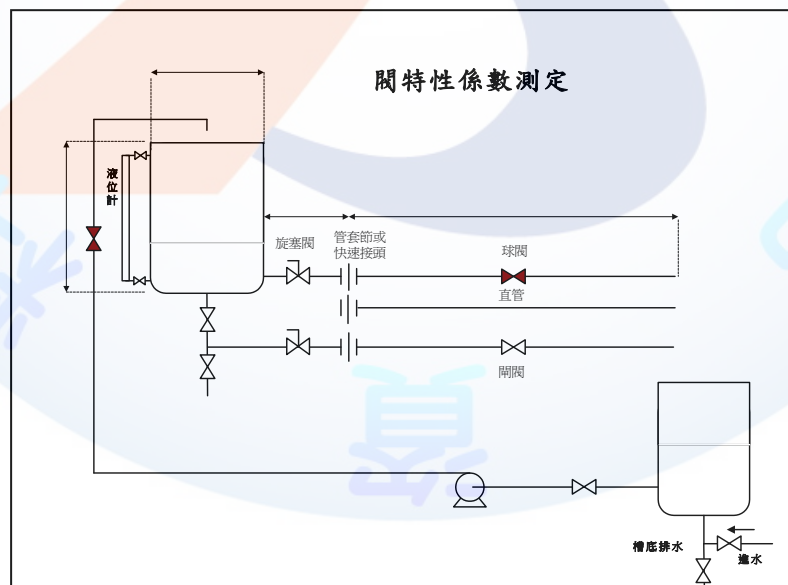 閥特性係數測定
液位計
旋塞閥
管套節或
快速接頭
球閥
直管
閘閥
槽底排水
進水